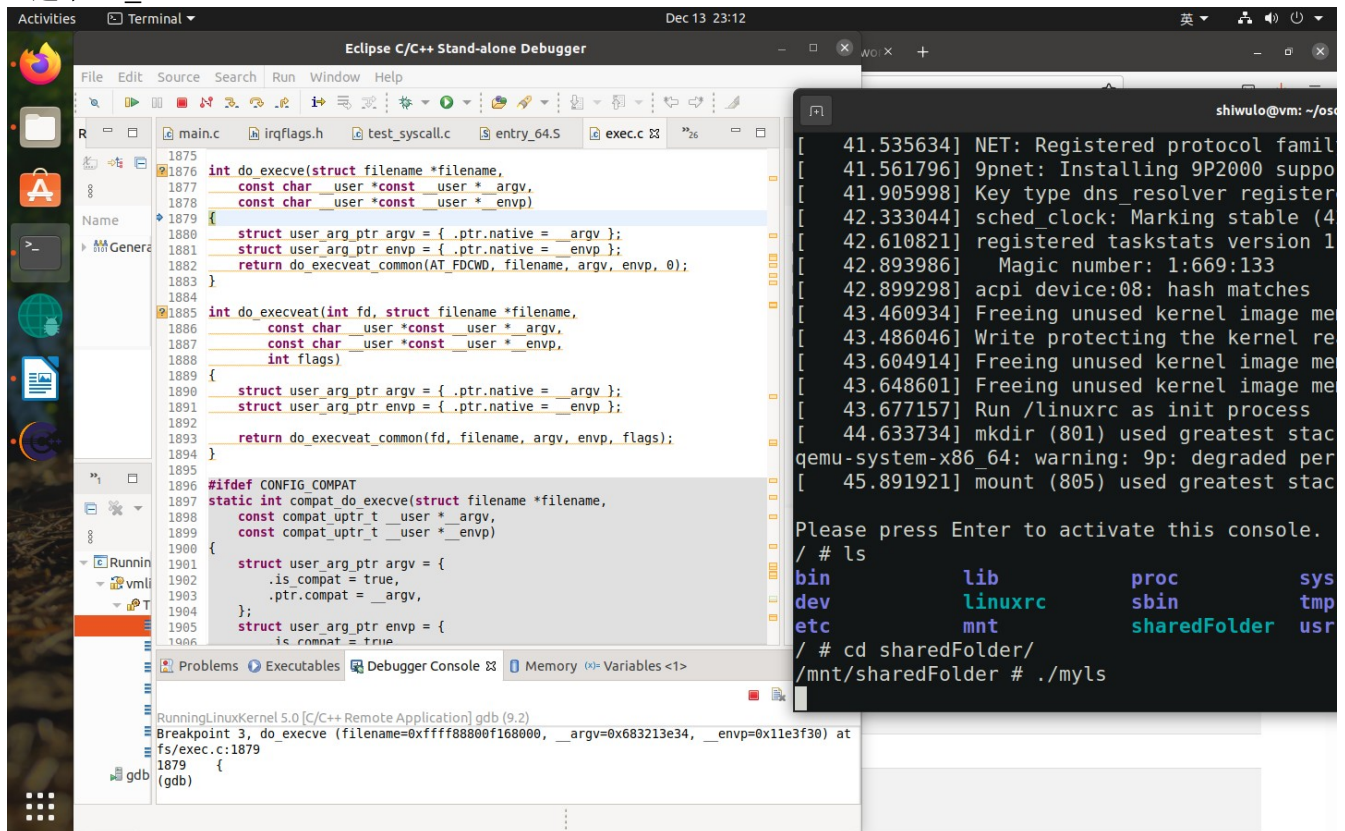 Activities Terminal Dec 13 23:12 英
Eclipse C/C++ Stand-alone Debugger
File Edit Source Search Run Window Help
main.c irqflags.h test_syscall.c entry_64.S exec.c »26
R
Name
Genera
1875
1876 int do_execve(struct filename *filename,
1877 const char __user *const __user *__argv,
1878 const char __user *const __user *__envp)
1879 {
1880 struct user_arg_ptr argv = { .ptr.native = __argv };
1881 struct user_arg_ptr envp = { .ptr.native = __envp };
1882 return do_execveat_common(AT_FDCWD, filename, argv, envp, 0);
1883 }
1884
1885 int do_execveat(int fd, struct filename *filename,
1886 const char __user *const __user *__argv,
1887 const char __user *const __user *__envp,
1888 int flags)
1889 {
1890 struct user_arg_ptr argv = { .ptr.native = __argv };
1891 struct user_arg_ptr envp = { .ptr.native = __envp };
1892
1893 return do_execveat_common(fd, filename, argv, envp, flags);
1894 }
1895
1896 #ifdef CONFIG_COMPAT
1897 static int compat_do_execve(struct filename *filename,
1898 const compat_uptr_t __user *__argv,
1899 const compat_uptr_t __user *__envp)
1900 {
1901 struct user_arg_ptr argv = {
1902 .is_compat = true,
1903 .ptr.compat = __argv,
1904 };
1905 struct user_arg_ptr envp = {
1906 .is_compat = true,
»1
Runnin
vmli
T
gdb
Problems Executables Debugger Console Memory Variables <1>
RunningLinuxKernel 5.0 [C/C++ Remote Application] gdb (9.2)
Breakpoint 3, do_execve (filename=0xffff88800f168000, __argv=0x683213e34, __envp=0x11e3f30) at
fs/exec.c:1879
1879 {
(gdb)
shiwulo@vm: ~/osc
[ 41.535634] NET: Registered protocol famil
[ 41.561796] 9pnet: Installing 9P2000 suppo
[ 41.905998] Key type dns_resolver registere
[ 42.333044] sched_clock: Marking stable (4
[ 42.610821] registered taskstats version 1
[ 42.893986] Magic number: 1:669:133
[ 42.899298] acpi device:08: hash matches
[ 43.460934] Freeing unused kernel image me
[ 43.486046] Write protecting the kernel rea
[ 43.604914] Freeing unused kernel image me
[ 43.648601] Freeing unused kernel image me
[ 43.677157] Run /linuxrc as init process
[ 44.633734] mkdir (801) used greatest stac
qemu-system-x86_64: warning: 9p: degraded per
[ 45.891921] mount (805) used greatest stac
Please press Enter to activate this console.
/ # ls
bin lib proc sys
dev linuxrc sbin tmp
etc mnt sharedFolder usr
/ # cd sharedFolder/
/mnt/sharedFolder # ./myls